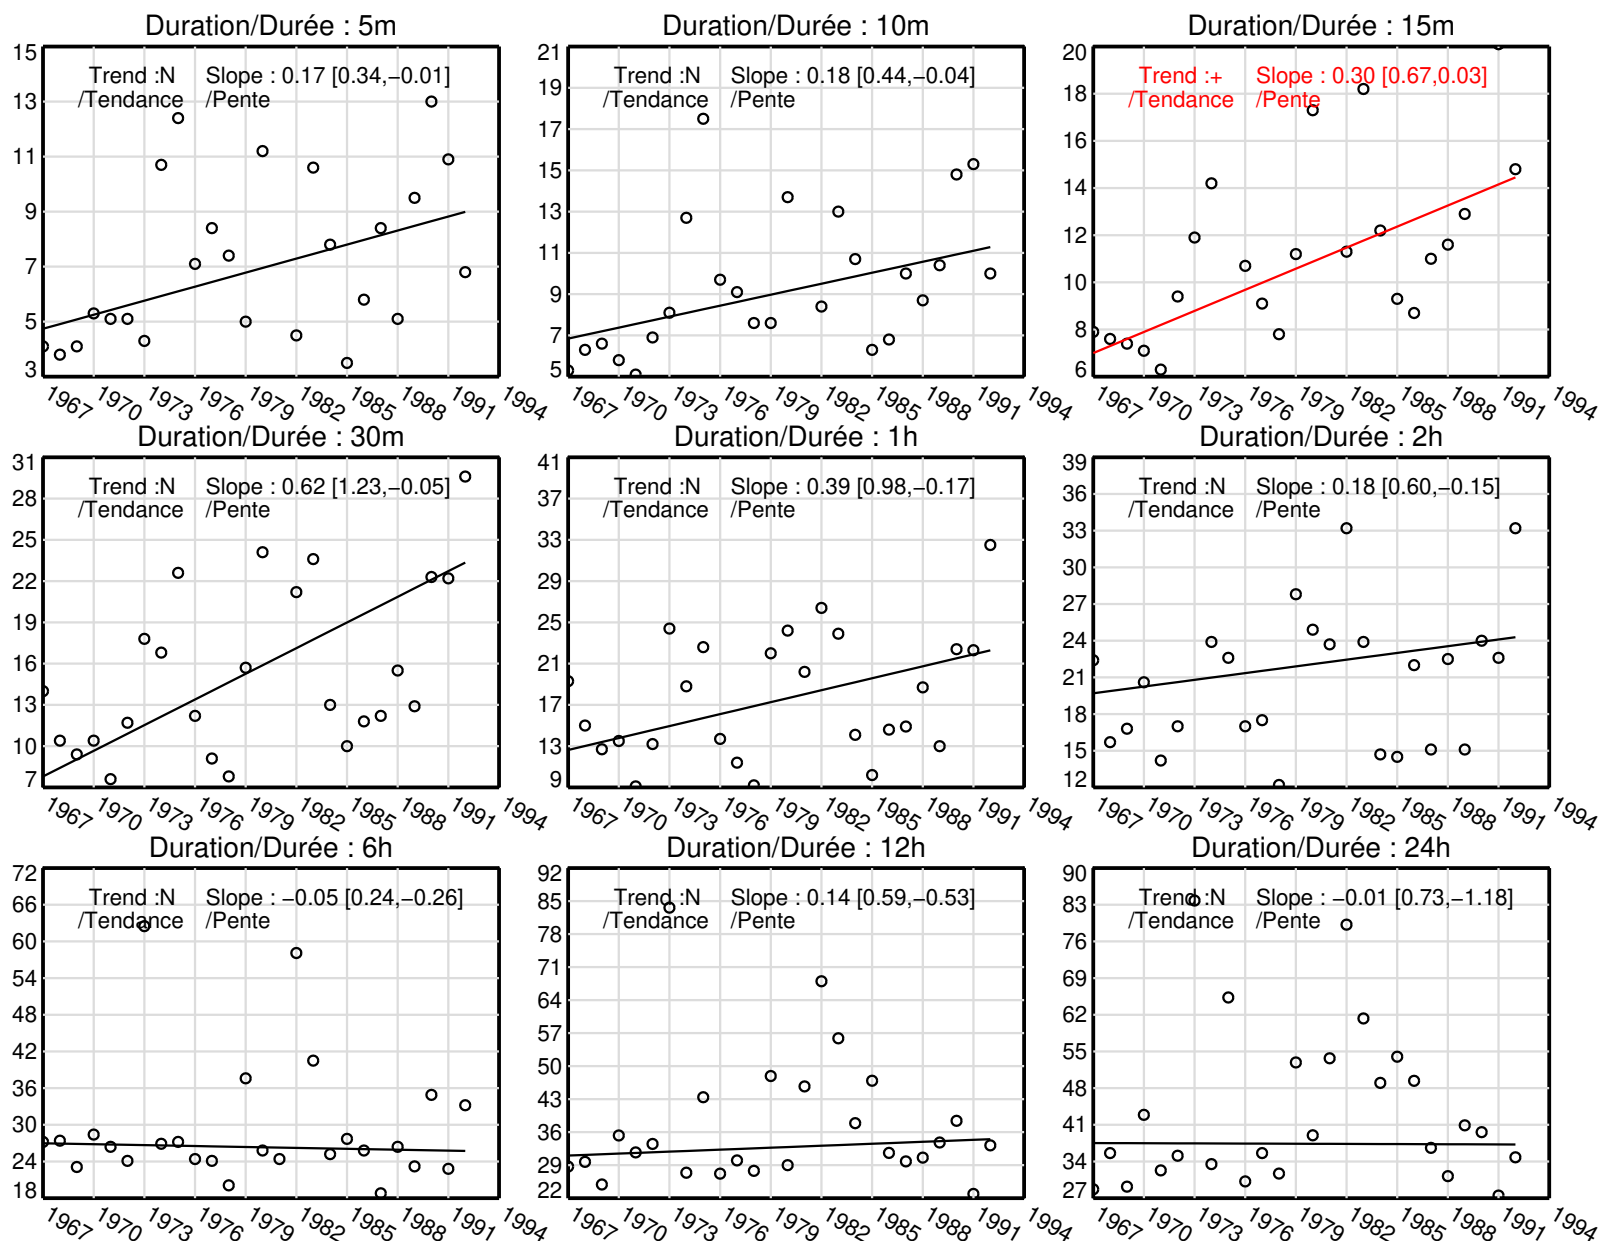 Duration/Durée : 5m
15
13
11
9
7
5
3
Trend :N Slope : 0.17 [0.34,−0.01]
/Tendance /Pente
1967 1970 1973 1976 1979 1982 1985 1988 1991 1994
Duration/Durée : 10m
21
19
17
15
13
11
9
7
5
Trend :N Slope : 0.18 [0.44,−0.04]
/Tendance /Pente
1967 1970 1973 1976 1979 1982 1985 1988 1991 1994
Duration/Durée : 15m
20
18
16
14
12
10
8
6
Trend :+ Slope : 0.30 [0.67,0.03]
/Tendance /Pente
1967 1970 1973 1976 1979 1982 1985 1988 1991 1994
Duration/Durée : 30m
31
28
25
22
19
16
13
10
7
Trend :N Slope : 0.62 [1.23,−0.05]
/Tendance /Pente
1967 1970 1973 1976 1979 1982 1985 1988 1991 1994
Duration/Durée : 1h
41
37
33
29
25
21
17
13
9
Trend :N Slope : 0.39 [0.98,−0.17]
/Tendance /Pente
1967 1970 1973 1976 1979 1982 1985 1988 1991 1994
Duration/Durée : 2h
39
36
33
30
27
24
21
18
15
12
Trend :N Slope : 0.18 [0.60,−0.15]
/Tendance /Pente
1967 1970 1973 1976 1979 1982 1985 1988 1991 1994
Duration/Durée : 6h
72
66
60
54
48
42
36
30
24
18
Trend :N Slope : −0.05 [0.24,−0.26]
/Tendance /Pente
1967 1970 1973 1976 1979 1982 1985 1988 1991 1994
Duration/Durée : 12h
92
85
78
71
64
57
50
43
36
29
22
Trend :N Slope : 0.14 [0.59,−0.53]
/Tendance /Pente
1967 1970 1973 1976 1979 1982 1985 1988 1991 1994
Duration/Durée : 24h
90
83
76
69
62
55
48
41
34
27
Trend :N Slope : −0.01 [0.73,−1.18]
/Tendance /Pente
1967 1970 1973 1976 1979 1982 1985 1988 1991 1994